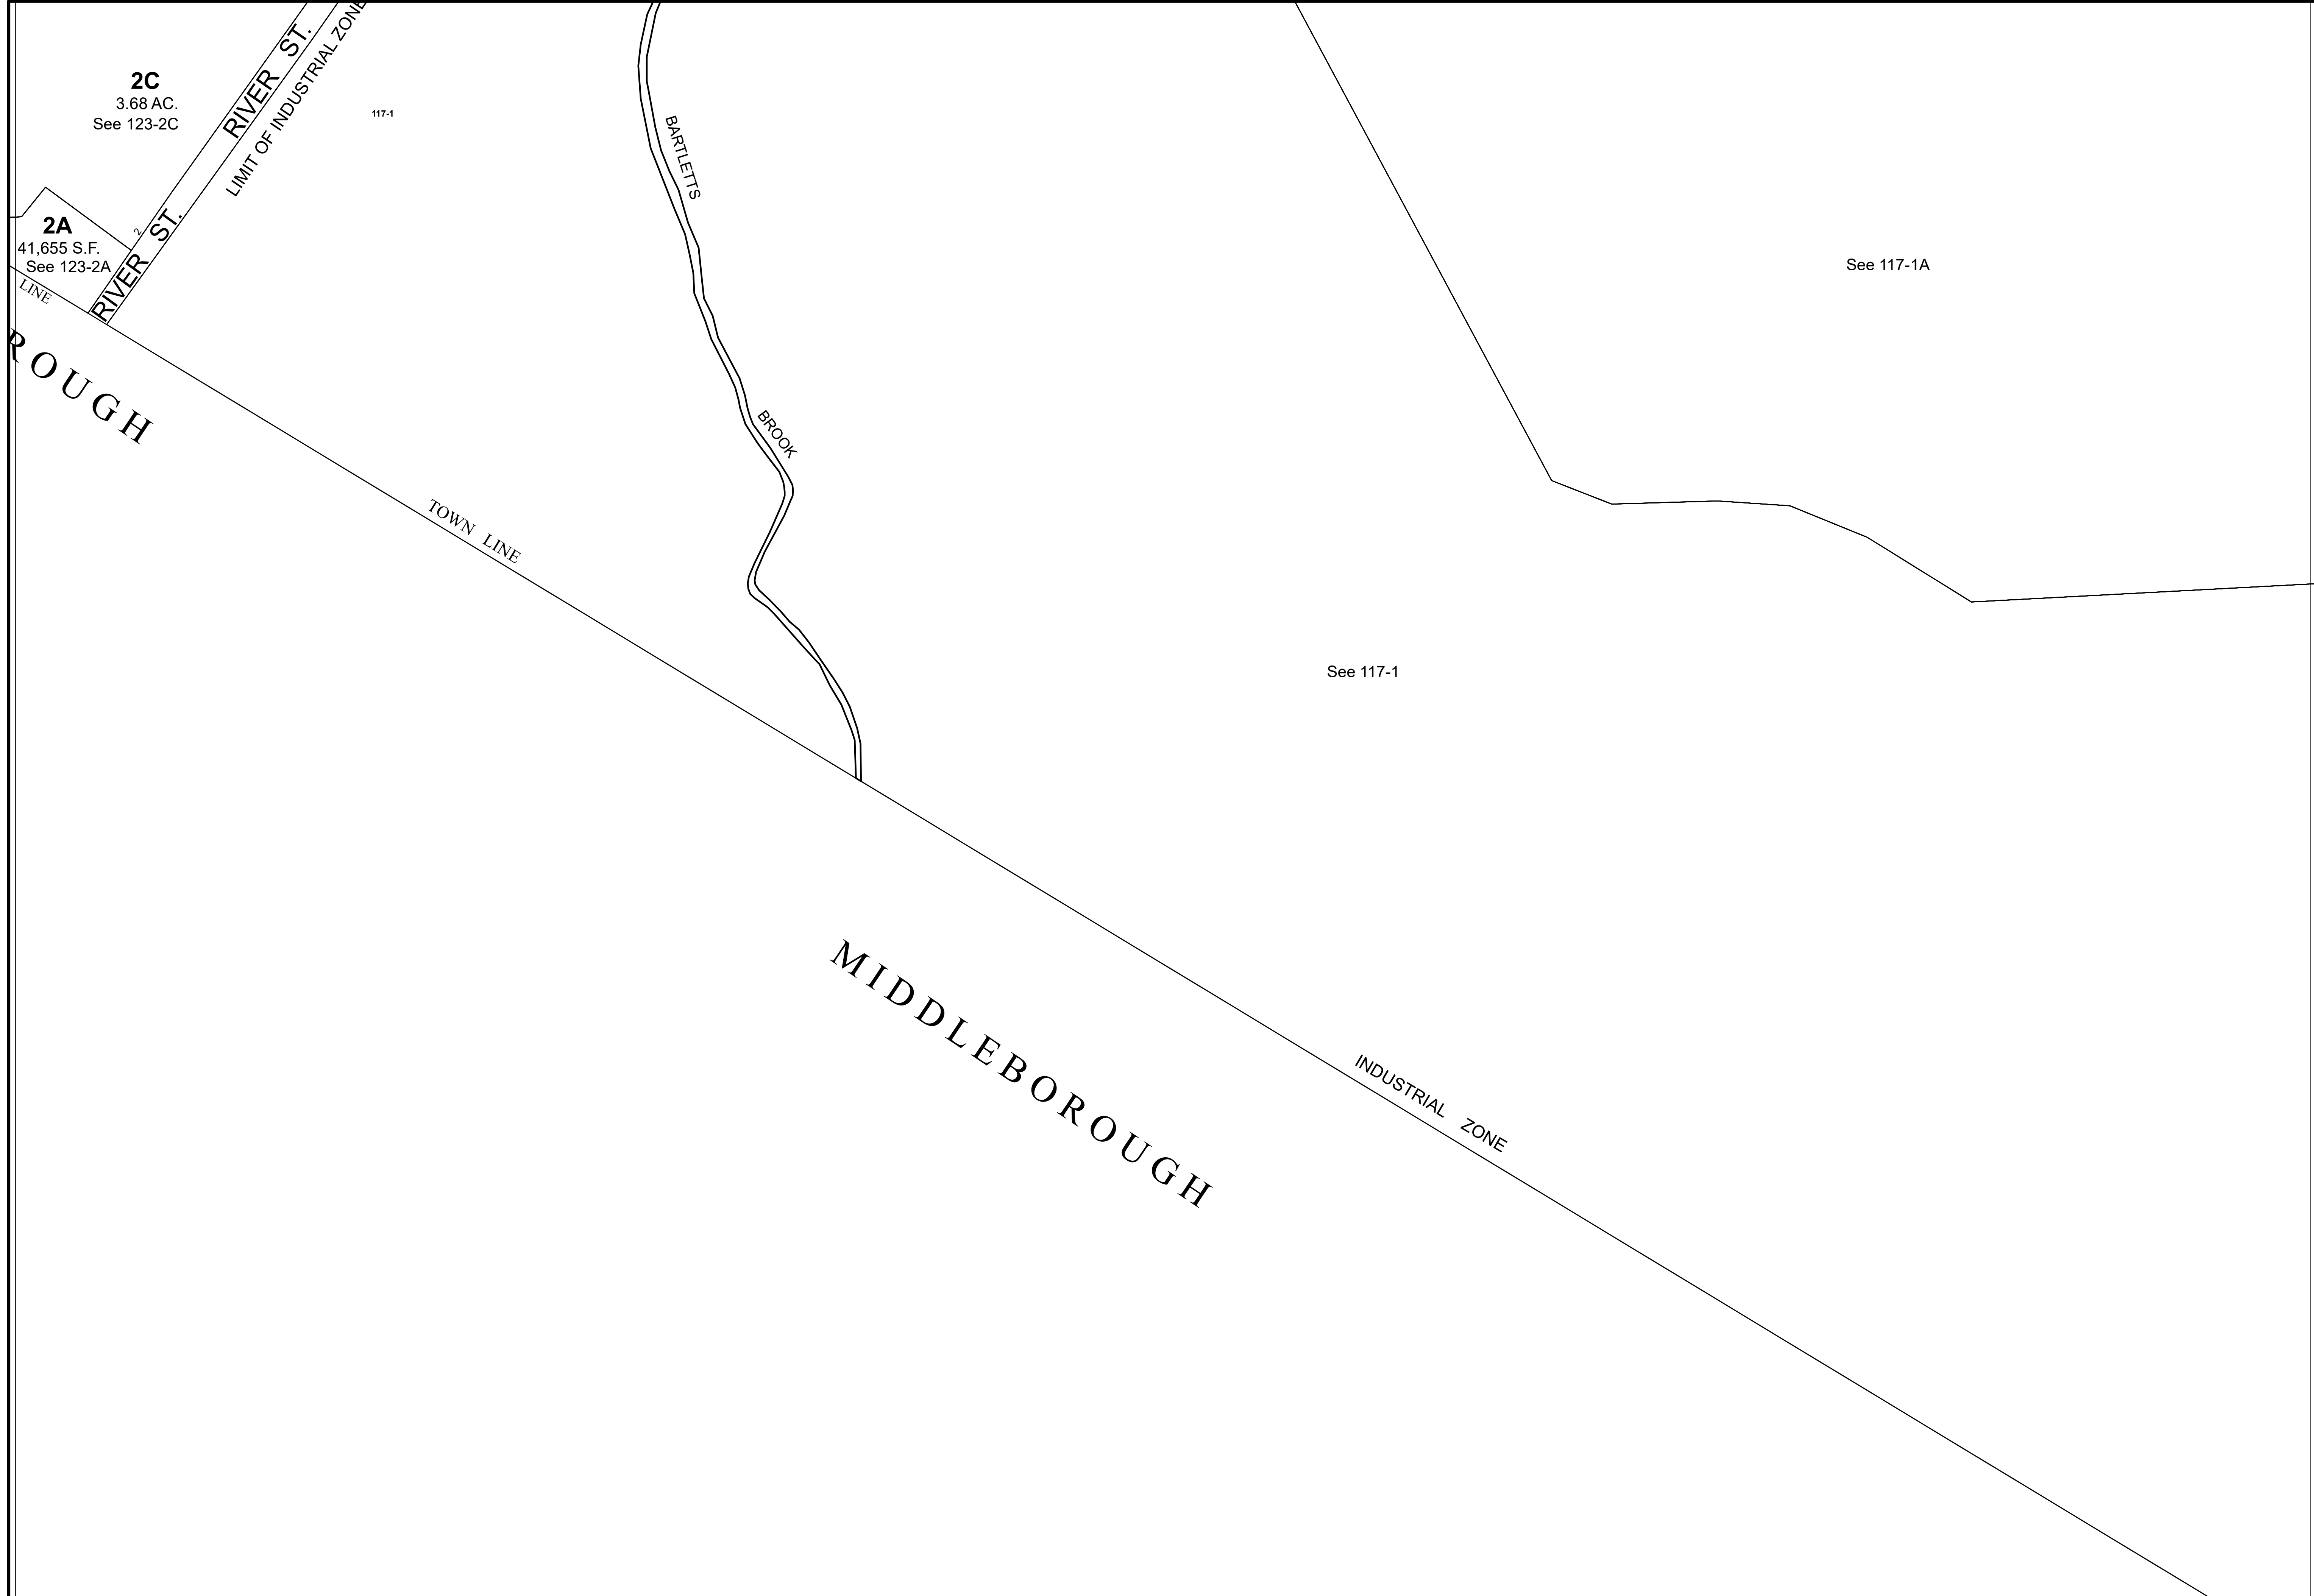 RIVER ST.
LIMIT OF INDUSTRIAL ZONE
2C
3.68 AC.
See 123-2C
117-1
BARTLETTS
2
RIVER ST.
2A
41,655 S.F.
See 123-2A
LINE
See 117-1A
ROUGH
BROOK
TOWN LINE
See 117-1
MIDDLEBOROUGH
INDUSTRIAL ZONE